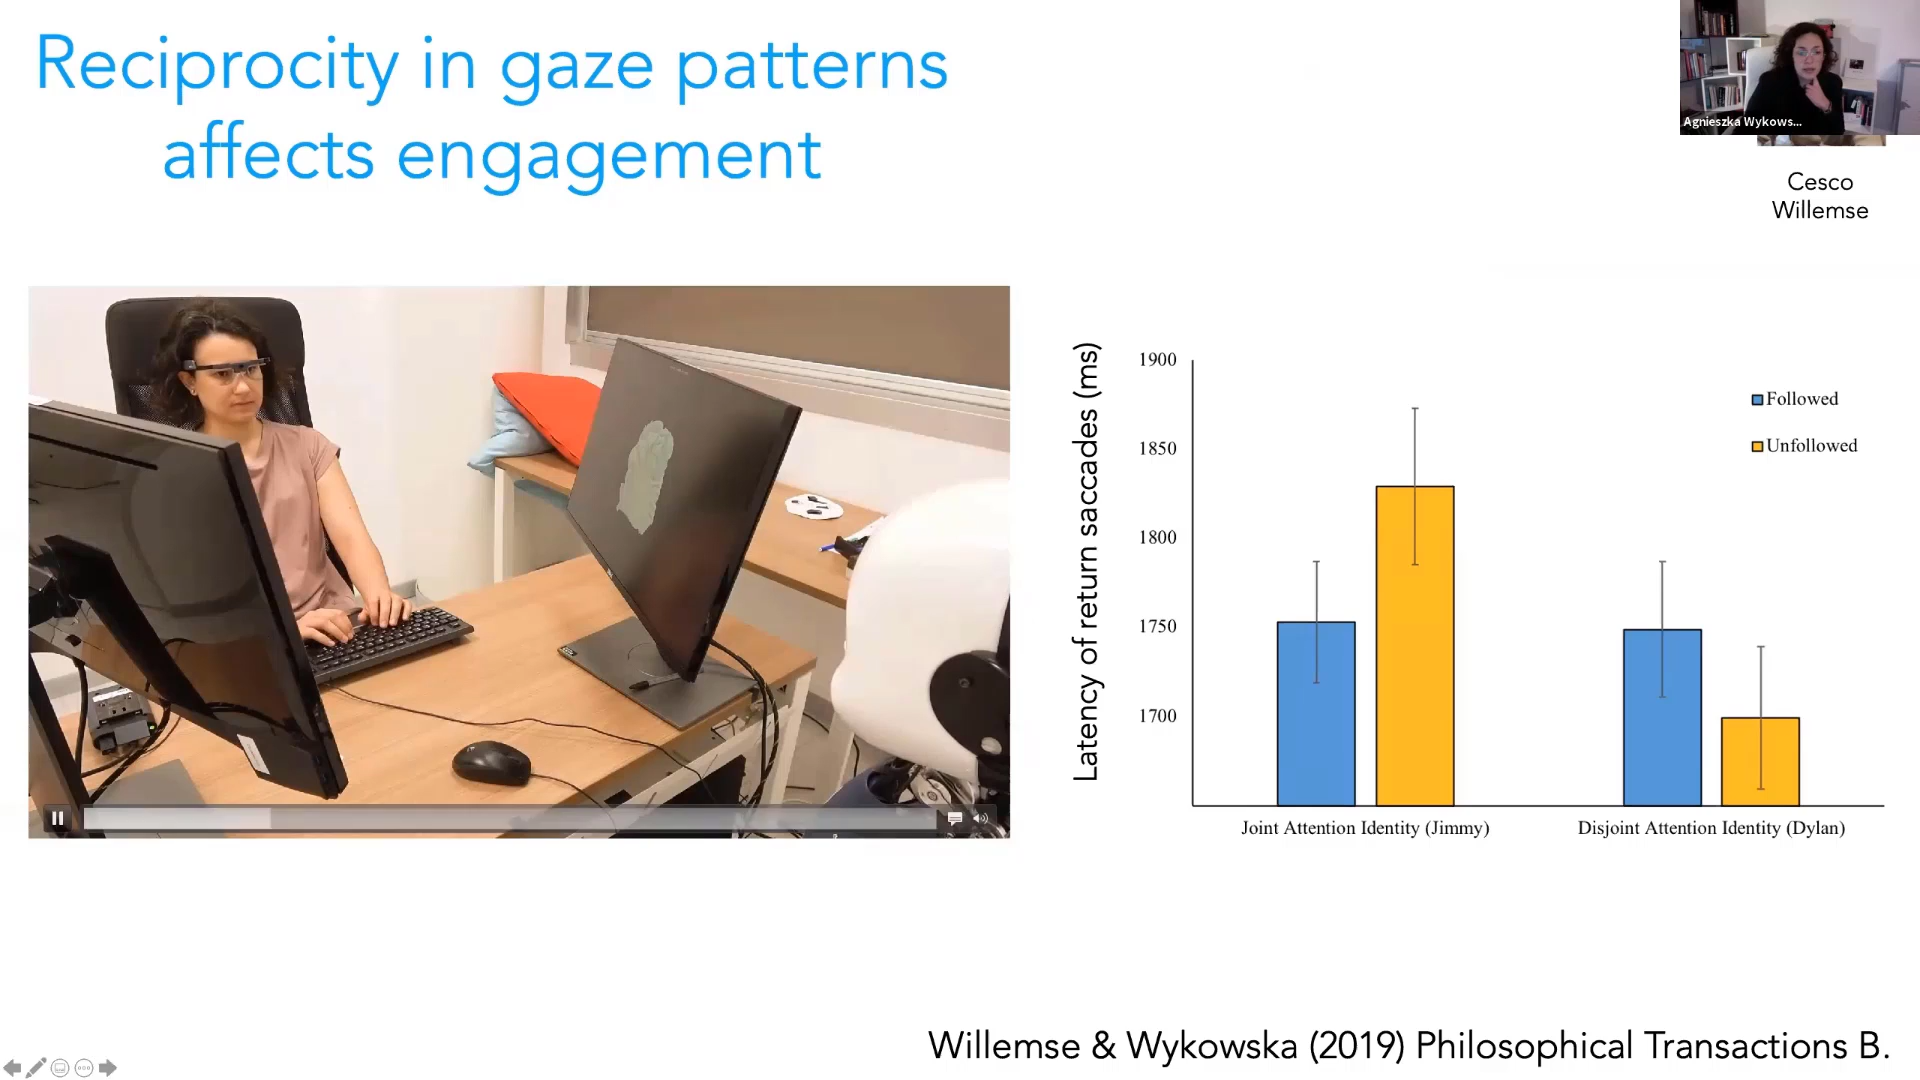 Reciprocity in gaze patterns
affects engagement
Agnieszka Wykows...
Cesco
Willemse
Latency of return saccades (ms)
1900
1850
1800
1750
1700
Followed
Unfollowed
Joint Attention Identity (Jimmy)
Disjoint Attention Identity (Dylan)
Willemse & Wykowska (2019) Philosophical Transactions B.